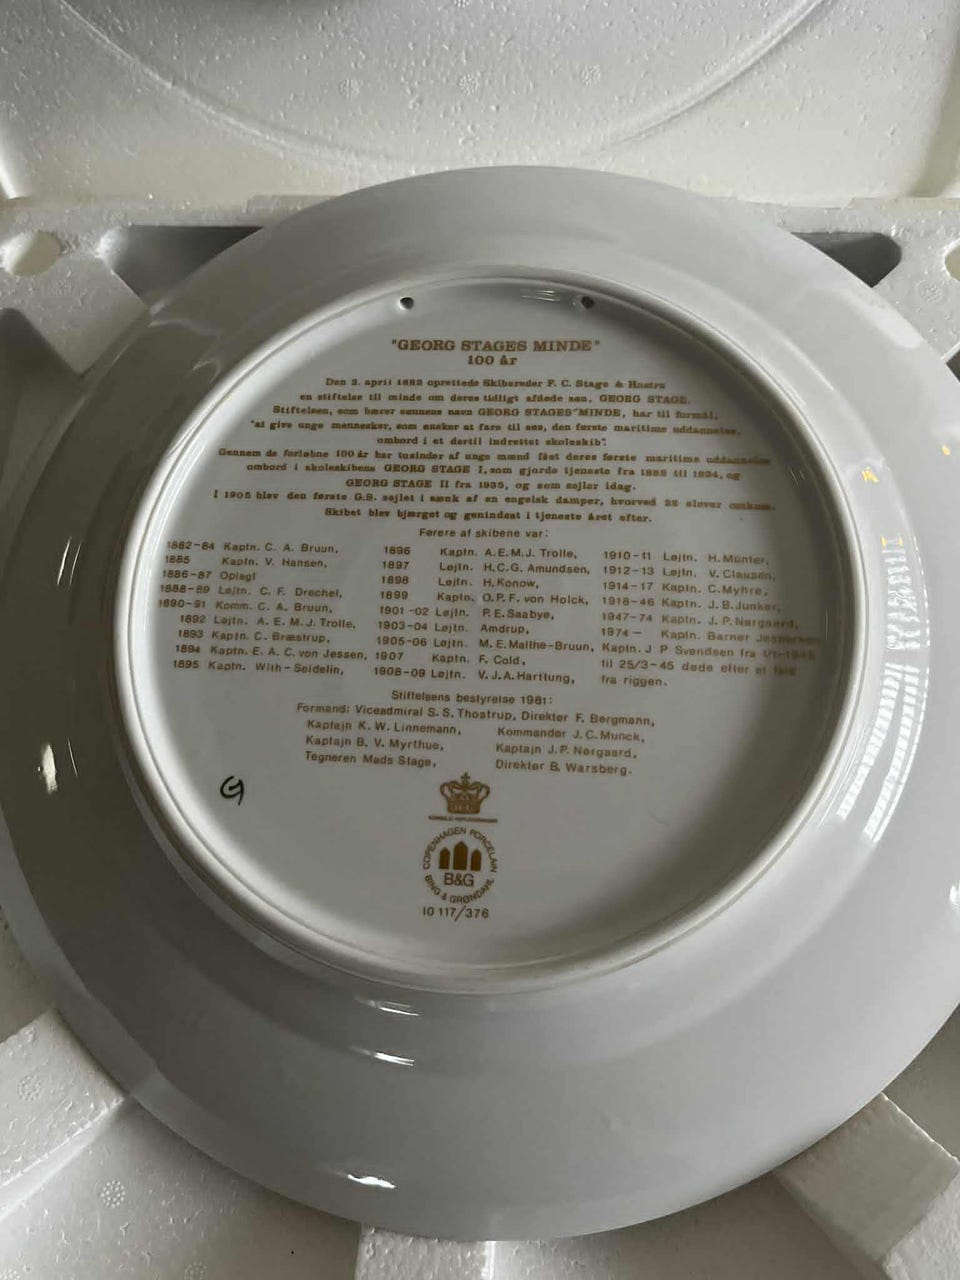 "GEORG STAGES MINDE"
100 år
Den 2. april 1882 oprettede Skibsreder F. C. Stage & Hustru
en stiftelse til minde om deres tidligt afdøde søn, GEORG STAGE.
Stiftelsen, som bærer sønnens navn GEORG STAGES MINDE, har til formål,
"at give unge mennesker, som ønsker at fare til søs, den første maritime uddannelse,
ombord i et dertil indrettet skoleskib".
Gennem de forløbne 100 år har tusinder af unge mænd fået deres første maritime uddannelse
ombord i skoleskibene GEORG STAGE I, som gjorde tjeneste fra 1882 til 1934, og
GEORG STAGE II fra 1935, og som sejler idag.
I 1905 blev den første G.S. sejlet i sænk af en engelsk damper, hvorved 22 elever omkom.
Skibet blev bjærget og genindsat i tjeneste året efter.
Førere af skibene var:
1882-84 Kaptn. C. A. Bruun,
1885 Kaptn. V. Hansen,
1886-87 Oplagt
1888-89 Løjtn. C. F. Drechel,
1890-91 Komm. C. A. Bruun,
1892 Løjtn. A. E. M. J. Trolle,
1893 Kaptn. C. Bræstrup,
1894 Kaptn. E. A. C. von Jessen,
1895 Kaptn. With-Seidelin,
1896 Kaptn. A.E.M.J. Trolle,
1897 Løjtn. H.C.G. Amundsen,
1898 Løjtn. H. Konow,
1899 Kaptn. O.P.F. von Holck,
1901-02 Løjtn. P.E. Saabye,
1903-04 Løjtn. Amdrup,
1905-06 Løjtn. M.E. Malthe-Bruun,
1907 Kaptn. F. Cold,
1908-09 Løjtn. V.J.A. Hartung,
1910-11 Løjtn. H. Münter,
1912-13 Løjtn. V. Clausen,
1914-17 Kaptn. C. Myhre,
1918-46 Kaptn. J.B. Junker,
1947-74 Kaptn. J.P. Nørgaard,
1974- Kaptn. Barner Jespersen
Kaptn. J P Svendsen fra 1/1-1945
til 25/3-45 døde efter et fald
fra riggen.
Stiftelsens bestyrelse 1981:
Formand: Viceadmiral S.S. Thostrup, Direktør F. Bergmann,
Kaptajn K. W. Linnemann, Kommandør J.C. Munck,
Kaptajn B. V. Myrthue, Kaptajn J.P. Nørgaard,
Tegneren Mads Stage, Direktør B. Warsberg.
COPENHAGEN PORCELAIN
B&G
BING & GRØNDAHL
10 117/376